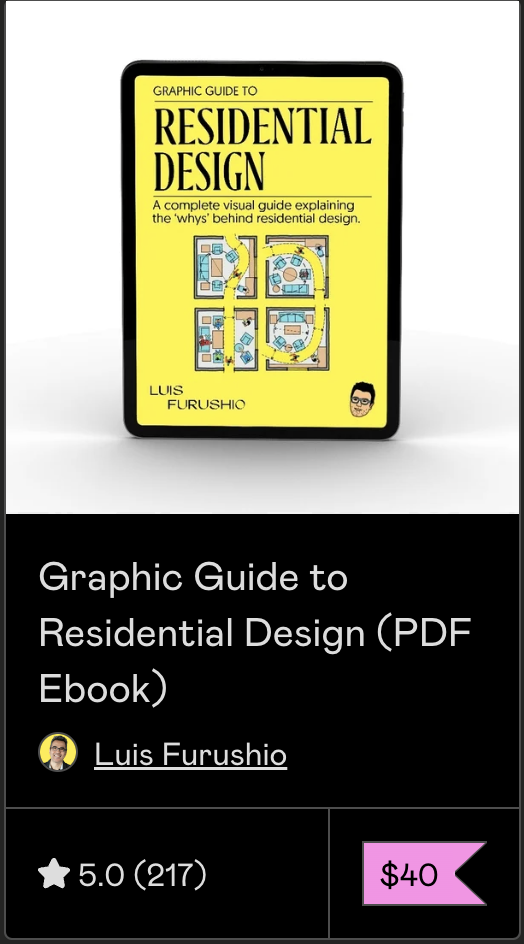 GRAPHIC GUIDE TO
RESIDENTIAL
DESIGN
A complete visual guide explaining
the 'whys' behind residential design.
LUIS
FURUSHIO
Graphic Guide to
Residential Design (PDF
Ebook)
Luis Furushio
5.0 (217)
$40